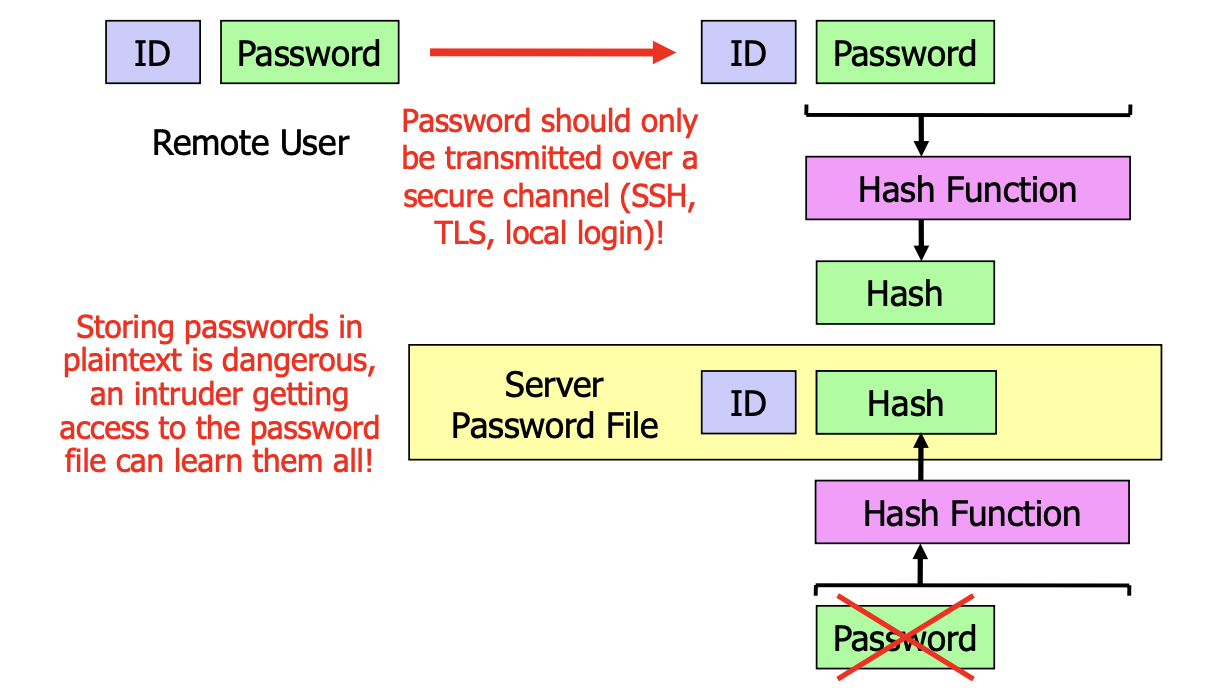 ID Password ID Password
Remote User
Password should only
be transmitted over a
secure channel (SSH,
TLS, local login)!
Hash Function
Hash
Storing passwords in
plaintext is dangerous,
an intruder getting
access to the password
file can learn them all!
Server
Password File
ID Hash
Hash Function
Password